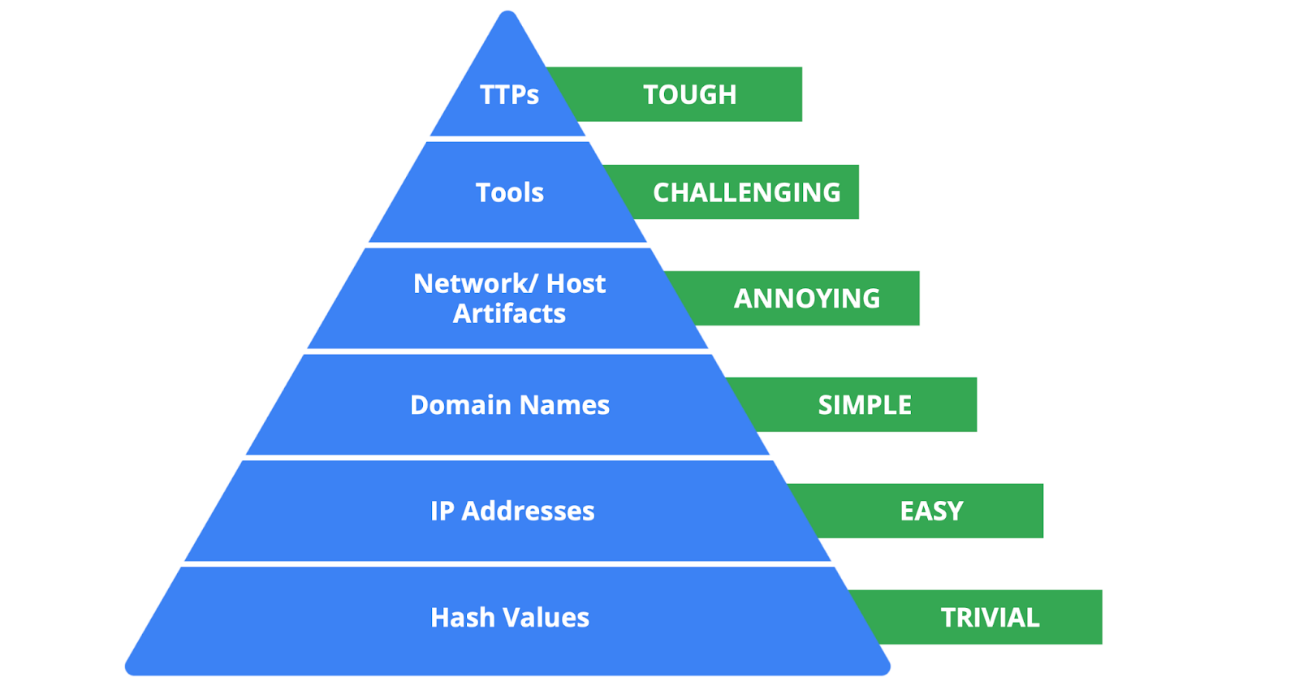 TTPs
TOUGH
Tools
CHALLENGING
Network/ Host
Artifacts
ANNOYING
Domain Names
SIMPLE
IP Addresses
EASY
Hash Values
TRIVIAL